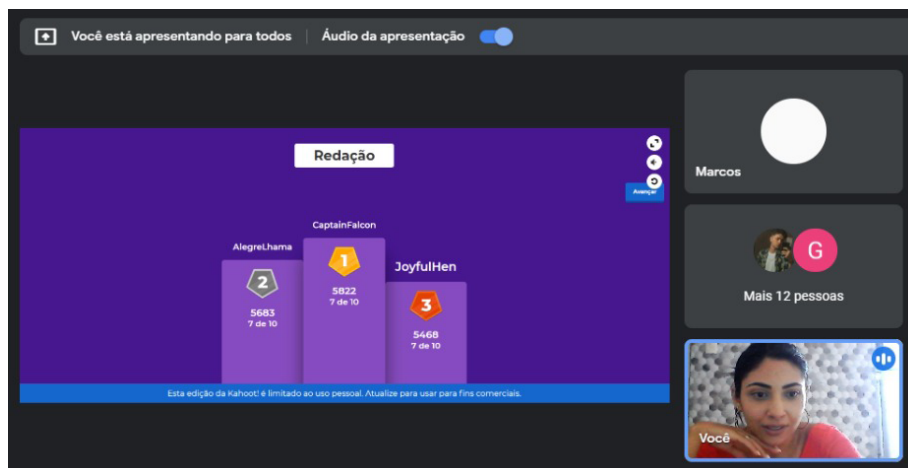 Você está apresentando para todos
Áudio da apresentação
Redação
Avançar
CaptainFalcon
AlegreLhama
JoyfulHen
1
2
3
5822
7 de 10
5683
7 de 10
5468
7 de 10
Esta edição da Kahoot! é limitado ao uso pessoal. Atualize para usar para fins comerciais.
Marcos
G
Mais 12 pessoas
Você